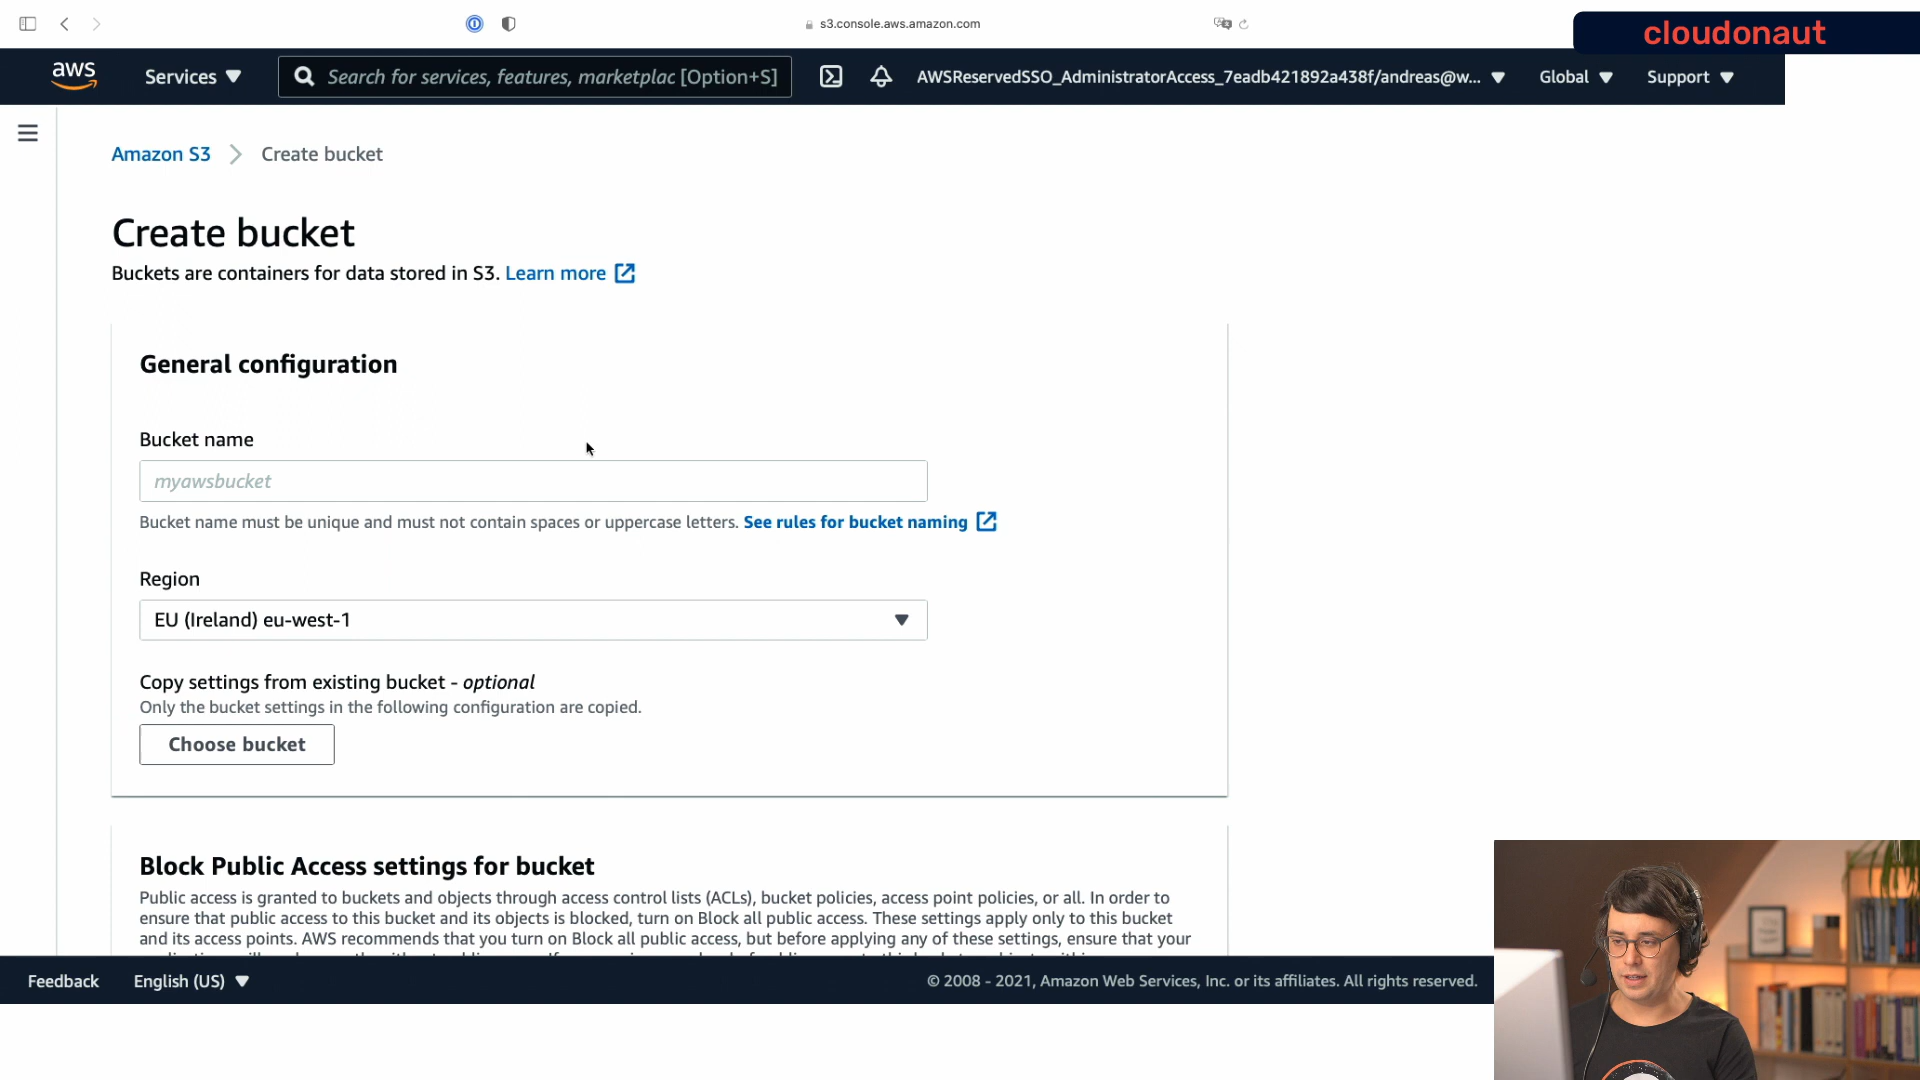 s3.console.aws.amazon.com
cloudonaut
aws
Services
Search for services, features, marketplac [Option+S]
AWSReservedSSO_AdministratorAccess_7eadb421892a438f/andreas@w...
Global
Support
Amazon S3
Create bucket
Create bucket
Buckets are containers for data stored in S3. Learn more
General configuration
Bucket name
myawsbucket
Bucket name must be unique and must not contain spaces or uppercase letters. See rules for bucket naming
Region
EU (Ireland) eu-west-1
Copy settings from existing bucket - optional
Only the bucket settings in the following configuration are copied.
Choose bucket
Block Public Access settings for bucket
Public access is granted to buckets and objects through access control lists (ACLs), bucket policies, access point policies, or all. In order to
ensure that public access to this bucket and its objects is blocked, turn on Block all public access. These settings apply only to this bucket
and its access points. AWS recommends that you turn on Block all public access, but before applying any of these settings, ensure that your
Feedback
English (US)
© 2008 - 2021, Amazon Web Services, Inc. or its affiliates. All rights reserved.